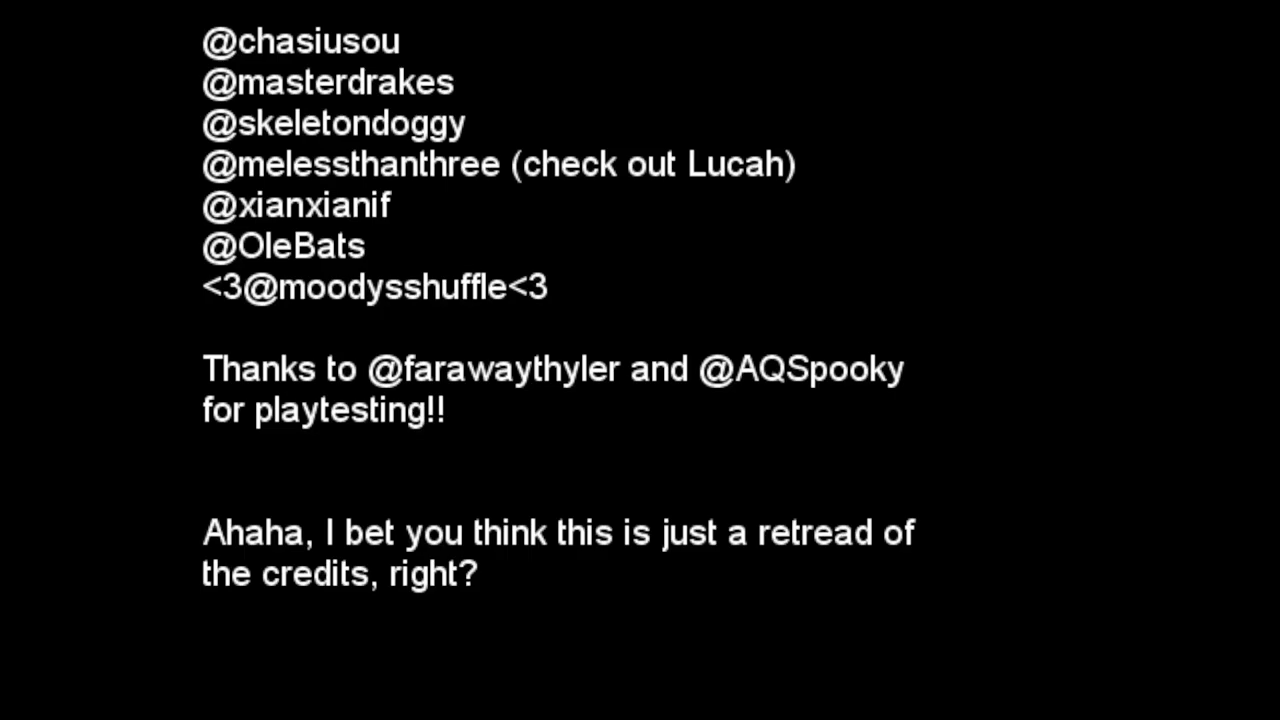 @chasiusou
@masterdrakes
@skeletondoggy
@melessthanthree (check out Lucah)
@xianxianif
@OleBats
<3@moodysshuffle<3
Thanks to @farawaythyler and @AQSpooky
for playtesting!!
Ahaha, I bet you think this is just a retread of
the credits, right?